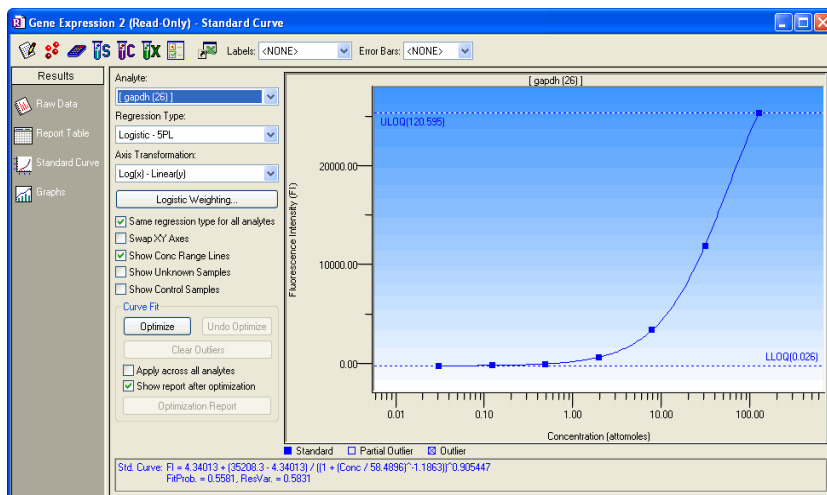 Gene Expression 2 (Read-Only) - Standard Curve
Labels: <NONE> Error Bars: <NONE>
Results
Raw Data
Report Table
Standard Curve
Graphs
Analyte:
[ gapdh (26) ]
Regression Type:
Logistic - 5PL
Axis Transformation:
Log(x) - Linear(y)
Logistic Weighting...
Same regression type for all analytes
Swap XY Axes
Show Conc Range Lines
Show Unknown Samples
Show Control Samples
Curve Fit
Optimize
Undo Optimize
Clear Outliers
Apply across all analytes
Show report after optimization
Optimization Report
[ gapdh (26) ]
ULOQ(120.595)
20000.00
10000.00
0.00
Fluorescence Intensity (FI)
LLOQ(0.026)
0.01 0.10 1.00 10.00 100.00
Concentration (attomoles)
Standard Partial Outlier Outlier
Std. Curve: FI = 4.34013 + (35208.3 - 4.34013) / ((1 + (Conc / 58.4896)^-1.1863))^0.905447
FitProb. = 0.5581, ResVar. = 0.5831